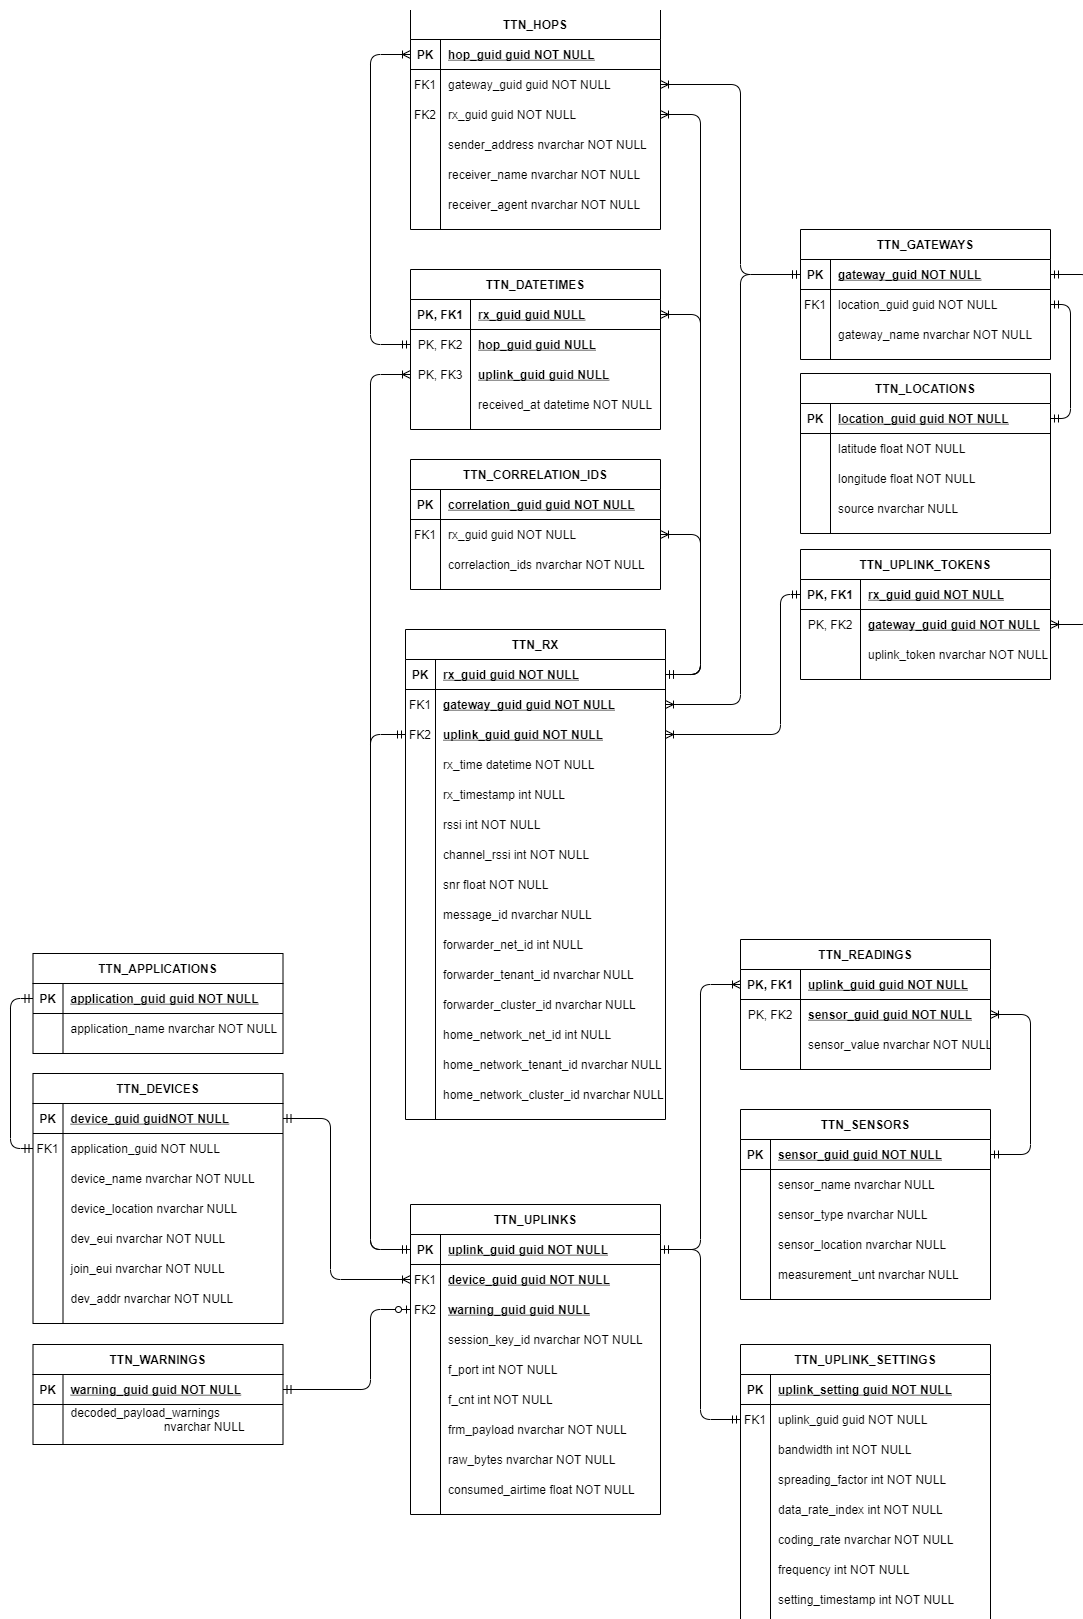 TTN_HOPS
PK hop_guid guid NOT NULL
FK1 gateway_guid guid NOT NULL
FK2 rx_guid guid NOT NULL
sender_address nvarchar NOT NULL
receiver_name nvarchar NOT NULL
receiver_agent nvarchar NOT NULL
TTN_GATEWAYS
PK gateway_guid NOT NULL
FK1 location_guid guid NOT NULL
gateway_name nvarchar NOT NULL
TTN_DATETIMES
PK, FK1 rx_guid guid NULL
PK, FK2 hop_guid guid NULL
PK, FK3 uplink_guid guid NULL
received_at datetime NOT NULL
TTN_LOCATIONS
PK location_guid guid NOT NULL
latitude float NOT NULL
longitude float NOT NULL
source nvarchar NULL
TTN_CORRELATION_IDS
PK correlation_guid guid NOT NULL
FK1 rx_guid guid NOT NULL
correlaction_ids nvarchar NOT NULL
TTN_UPLINK_TOKENS
PK, FK1 rx_guid guid NOT NULL
PK, FK2 gateway_guid guid NOT NULL
uplink_token nvarchar NOT NULL
TTN_RX
PK rx_guid guid NOT NULL
FK1 gateway_guid guid NOT NULL
FK2 uplink_guid guid NOT NULL
rx_time datetime NOT NULL
rx_timestamp int NULL
rssi int NOT NULL
channel_rssi int NOT NULL
snr float NOT NULL
message_id nvarchar NULL
forwarder_net_id int NULL
forwarder_tenant_id nvarchar NULL
forwarder_cluster_id nvarchar NULL
home_network_net_id int NULL
home_network_tenant_id nvarchar NULL
home_network_cluster_id nvarchar NULL
TTN_APPLICATIONS
PK application_guid guid NOT NULL
application_name nvarchar NOT NULL
TTN_DEVICES
PK device_guid guidNOT NULL
FK1 application_guid NOT NULL
device_name nvarchar NOT NULL
device_location nvarchar NULL
dev_eui nvarchar NOT NULL
join_eui nvarchar NOT NULL
dev_addr nvarchar NOT NULL
TTN_WARNINGS
PK warning_guid guid NOT NULL
decoded_payload_warnings
nvarchar NULL
TTN_UPLINKS
PK uplink_guid guid NOT NULL
FK1 device_guid guid NOT NULL
FK2 warning_guid guid NULL
session_key_id nvarchar NOT NULL
f_port int NOT NULL
f_cnt int NOT NULL
frm_payload nvarchar NOT NULL
raw_bytes nvarchar NOT NULL
consumed_airtime float NOT NULL
TTN_READINGS
PK, FK1 uplink_guid guid NOT NULL
PK, FK2 sensor_guid guid NOT NULL
sensor_value nvarchar NOT NULL
TTN_SENSORS
PK sensor_guid guid NOT NULL
sensor_name nvarchar NULL
sensor_type nvarchar NULL
sensor_location nvarchar NULL
measurement_unt nvarchar NULL
TTN_UPLINK_SETTINGS
PK uplink_setting guid NOT NULL
FK1 uplink_guid guid NOT NULL
bandwidth int NOT NULL
spreading_factor int NOT NULL
data_rate_index int NOT NULL
coding_rate nvarchar NOT NULL
frequency int NOT NULL
setting_timestamp int NOT NULL